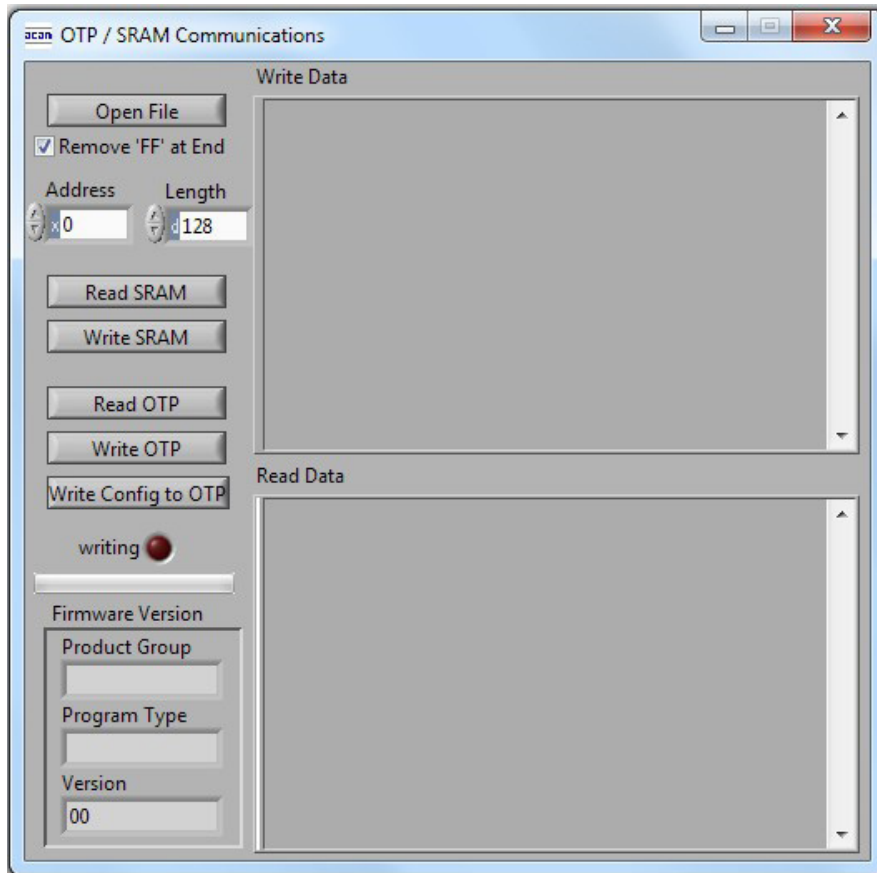 acan OTP / SRAM Communications
Write Data
Open File
Remove 'FF' at End
Address Length
x 0 d 128
Read SRAM
Write SRAM
Read OTP
Write OTP
Write Config to OTP
Read Data
writing
Firmware Version
Product Group
Program Type
Version
00